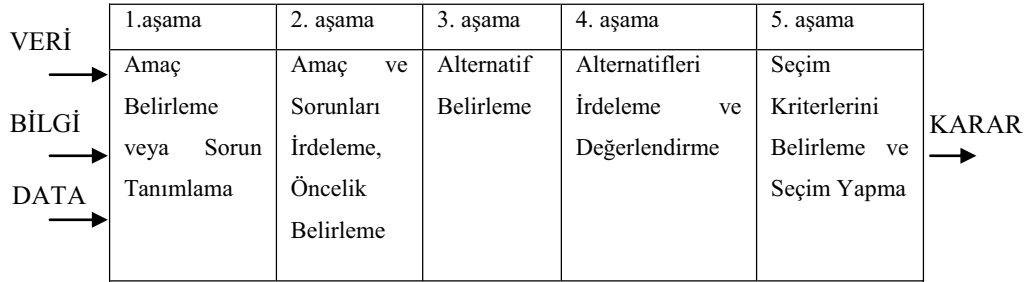 VERİ
BİLGİ
DATA
1.aşama
Amaç
Belirleme
veya Sorun
Tanımlama
2. aşama
Amaç ve
Sorunları
İrdeleme,
Öncelik
Belirleme
3. aşama
Alternatif
Belirleme
4. aşama
Alternatifleri
İrdeleme ve
Değerlendirme
5. aşama
Seçim
Kriterlerini
Belirleme ve
Seçim Yapma
KARAR